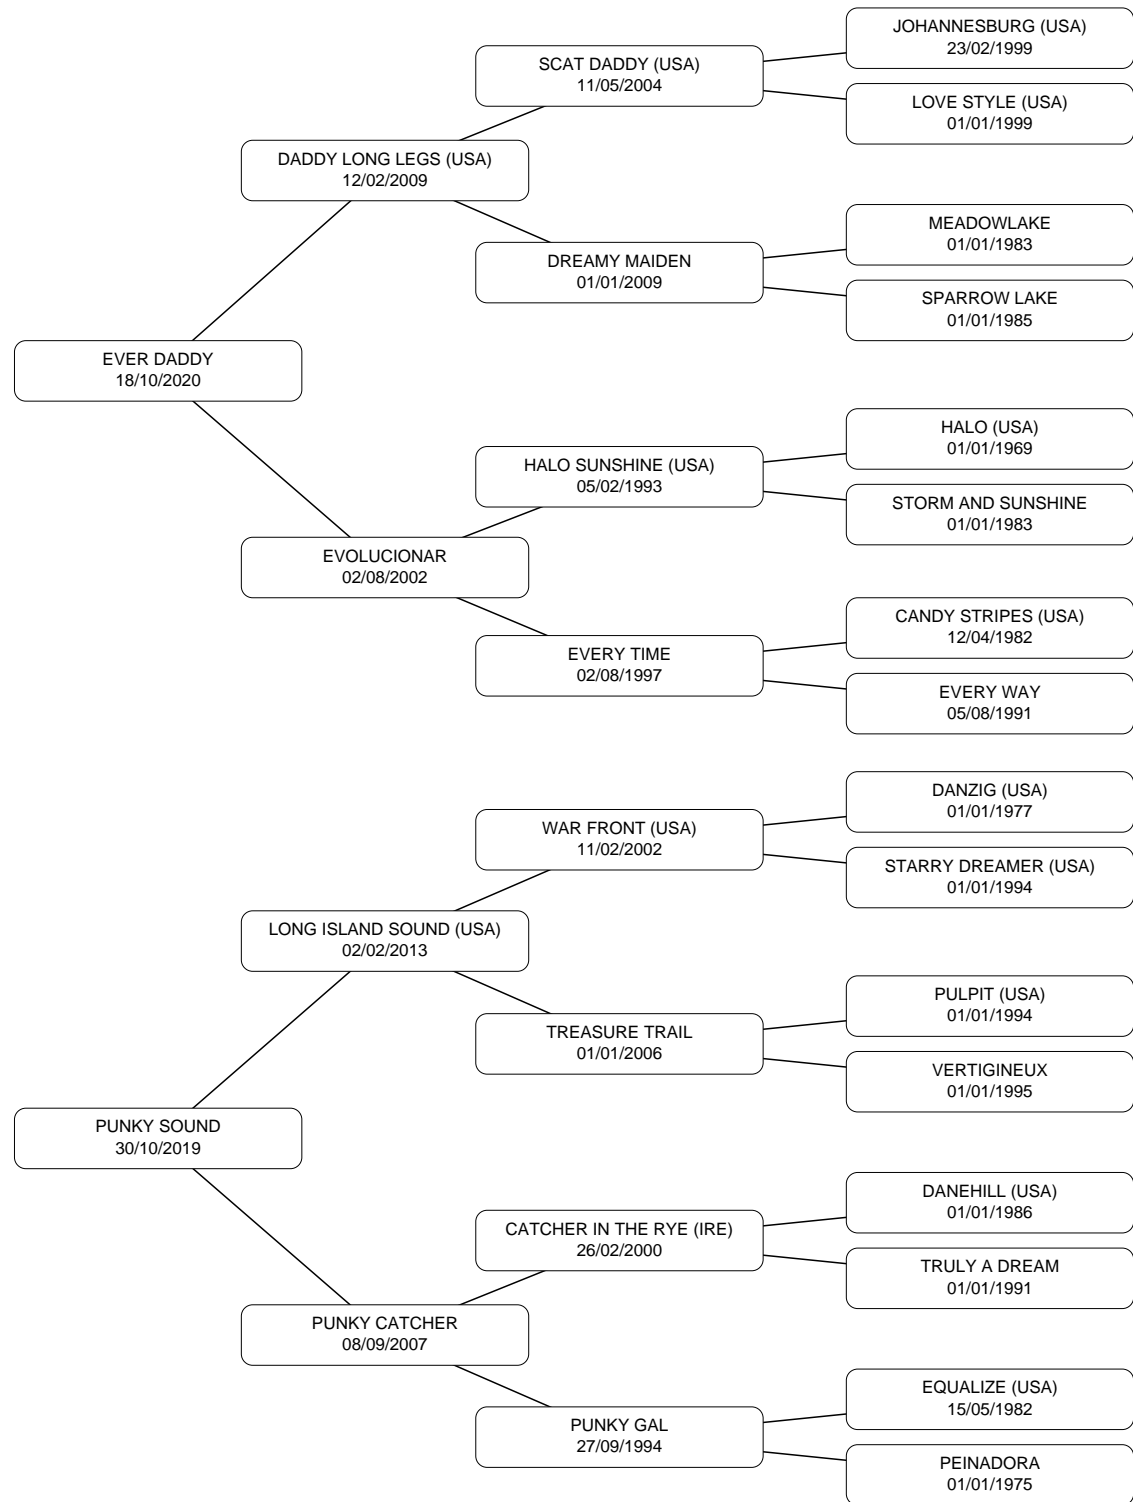 JOHANNESBURG (USA)
23/02/1999
SCAT DADDY (USA)
11/05/2004
LOVE STYLE (USA)
01/01/1999
DADDY LONG LEGS (USA)
12/02/2009
MEADOWLAKE
01/01/1983
DREAMY MAIDEN
01/01/2009
SPARROW LAKE
01/01/1985
EVER DADDY
18/10/2020
HALO (USA)
01/01/1969
HALO SUNSHINE (USA)
05/02/1993
STORM AND SUNSHINE
01/01/1983
EVOLUCIONAR
02/08/2002
CANDY STRIPES (USA)
12/04/1982
EVERY TIME
02/08/1997
EVERY WAY
05/08/1991
DANZIG (USA)
01/01/1977
WAR FRONT (USA)
11/02/2002
STARRY DREAMER (USA)
01/01/1994
LONG ISLAND SOUND (USA)
02/02/2013
PULPIT (USA)
01/01/1994
TREASURE TRAIL
01/01/2006
VERTIGINEUX
01/01/1995
PUNKY SOUND
30/10/2019
DANEHILL (USA)
01/01/1986
CATCHER IN THE RYE (IRE)
26/02/2000
TRULY A DREAM
01/01/1991
PUNKY CATCHER
08/09/2007
EQUALIZE (USA)
15/05/1982
PUNKY GAL
27/09/1994
PEINADORA
01/01/1975